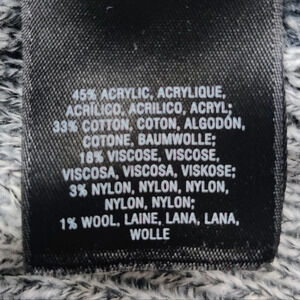 45% ACRYLIC, ACRYLIQUE,
ACRÍLICO, ACRILICO, ACRYL;
33% COTTON, COTON, ALGODÓN,
COTONE, BAUMWOLLE;
18% VISCOSE, VISCOSE,
VISCOSA, VISCOSA, VISKOSE;
3% NYLON, NYLON, NYLON,
NYLON, NYLON;
1% WOOL, LAINE, LANA, LANA,
WOLLE